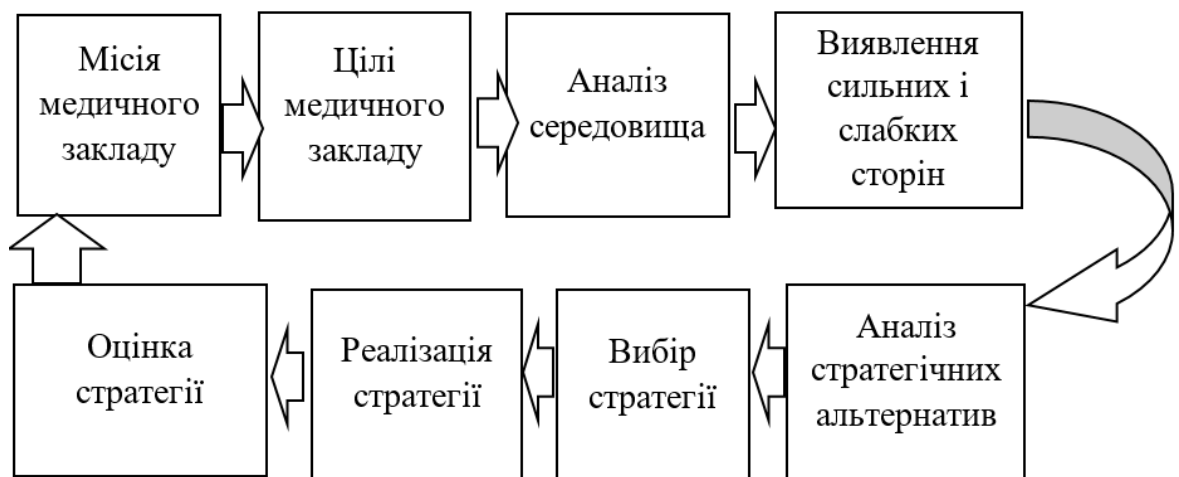 Місія
медичного
закладу
Цілі
медичного
закладу
Аналіз
середовища
Виявлення
сильних і
слабких
сторін
Аналіз
стратегічних
альтернатив
Вибір
стратегії
Реалізація
стратегії
Оцінка
стратегії